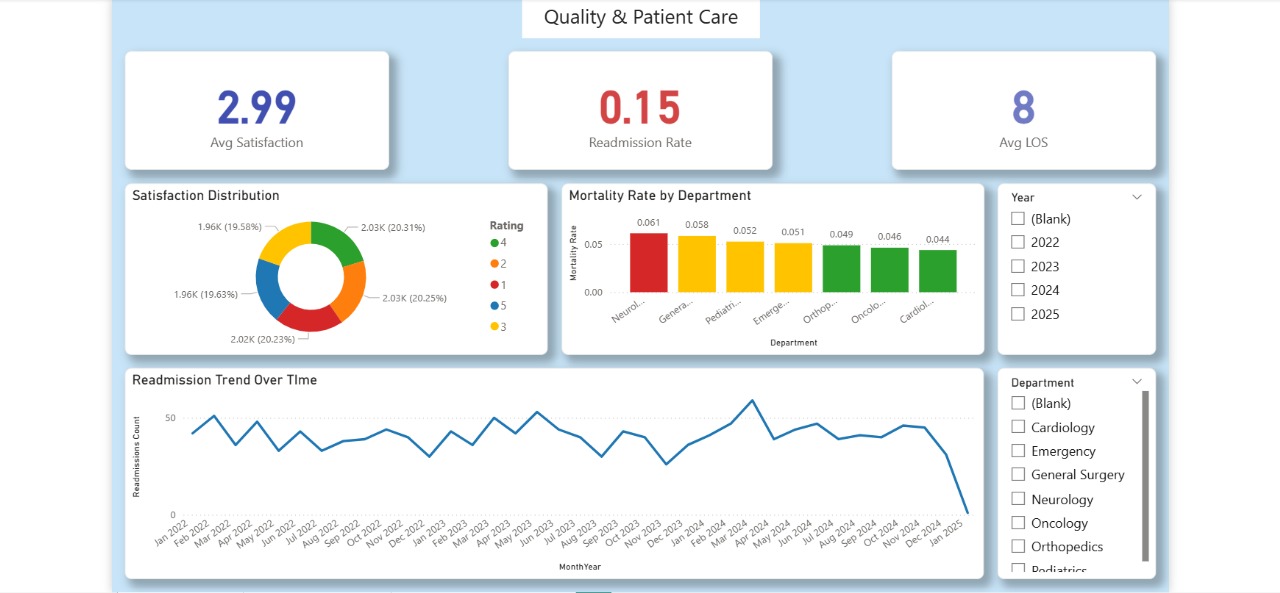 Quality & Patient Care
2.99
Avg Satisfaction
0.15
Readmission Rate
8
Avg LOS
Satisfaction Distribution
1.96K (19.58%)
2.03K (20.31%)
1.96K (19.63%)
2.03K (20.25%)
2.02K (20.23%)
Rating
4
2
1
5
3
Mortality Rate by Department
Mortality Rate
0.05
0.00
0.061
0.058
0.052
0.051
0.049
0.046
0.044
Neurol...
Genera...
Pediatri...
Emerge...
Orthop...
Oncolo...
Cardiol...
Department
Year
(Blank)
2022
2023
2024
2025
Readmission Trend Over TIme
Readmissions Count
50
0
Jan 2022
Feb 2022
Mar 2022
Apr 2022
May 2022
Jun 2022
Jul 2022
Aug 2022
Sep 2022
Oct 2022
Nov 2022
Dec 2022
Jan 2023
Feb 2023
Mar 2023
Apr 2023
May 2023
Jun 2023
Jul 2023
Aug 2023
Sep 2023
Oct 2023
Nov 2023
Dec 2023
Jan 2024
Feb 2024
Mar 2024
Apr 2024
May 2024
Jun 2024
Jul 2024
Aug 2024
Sep 2024
Oct 2024
Nov 2024
Dec 2024
Jan 2025
MonthYear
Department
(Blank)
Cardiology
Emergency
General Surgery
Neurology
Oncology
Orthopedics
Pediatrics